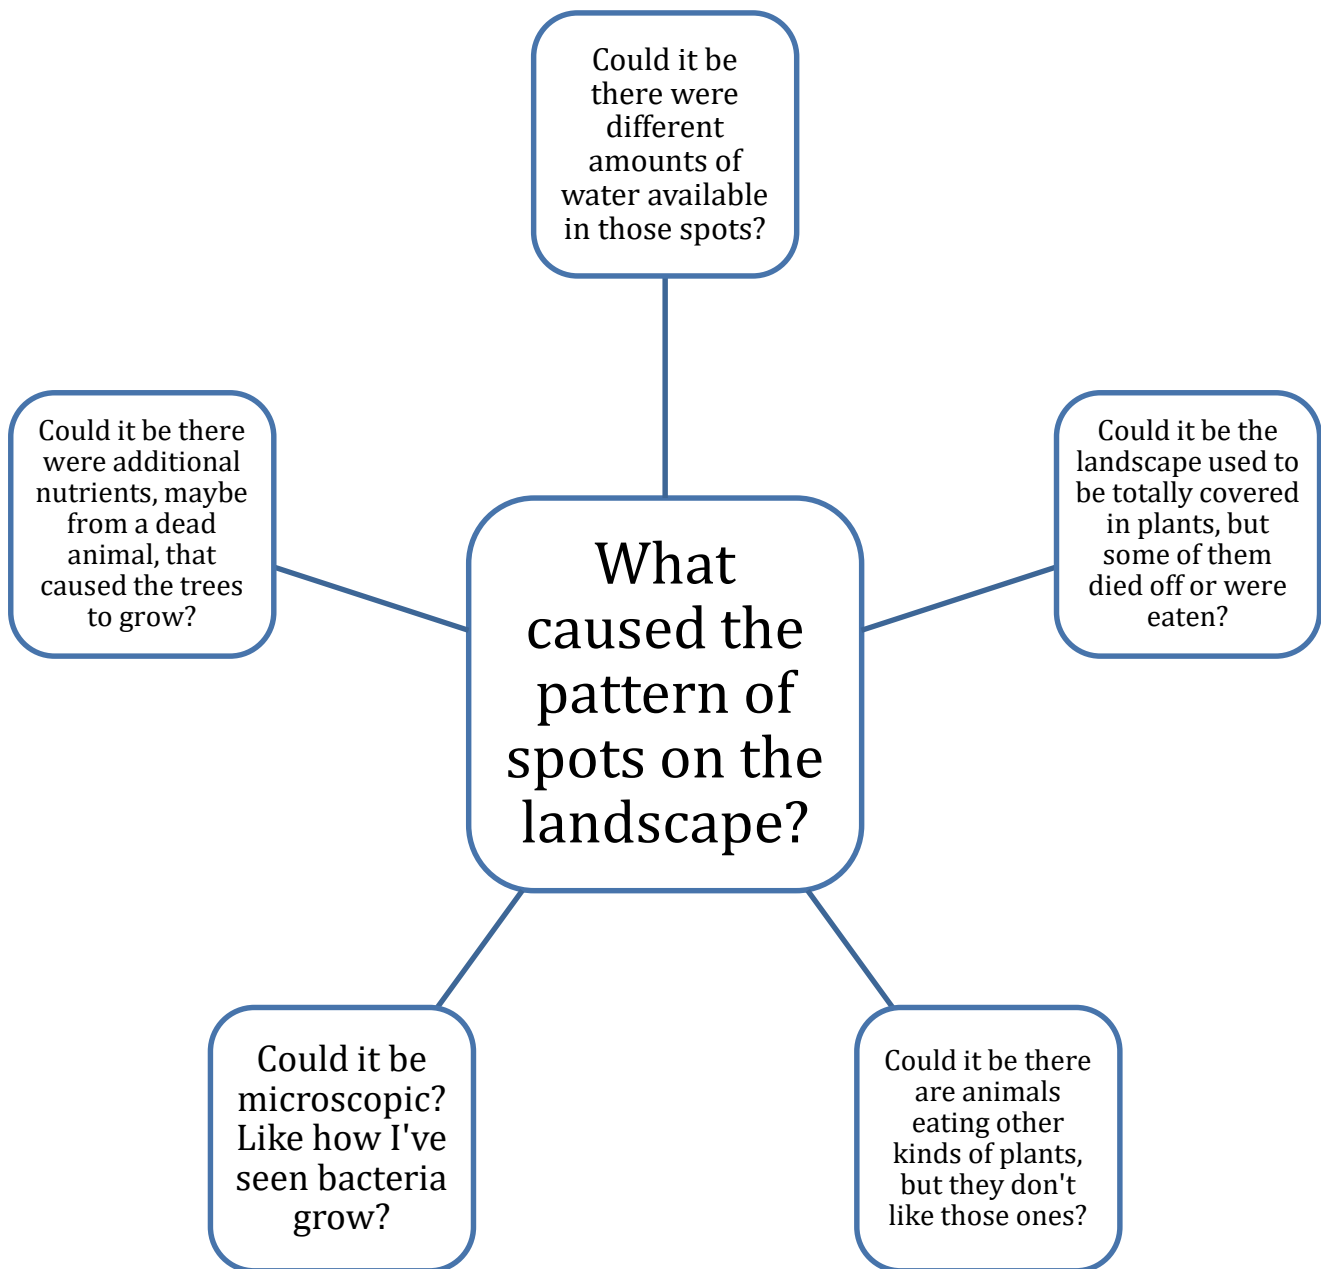 Could it be
there were
different
amounts of
water available
in those spots?
Could it be there
were additional
nutrients, maybe
from a dead
animal, that
caused the trees
to grow?
Could it be the
landscape used to
be totally covered
in plants, but
some of them
died off or were
eaten?
What
caused the
pattern of
spots on the
landscape?
Could it be
microscopic?
Like how I've
seen bacteria
grow?
Could it be there
are animals
eating other
kinds of plants,
but they don't
like those ones?